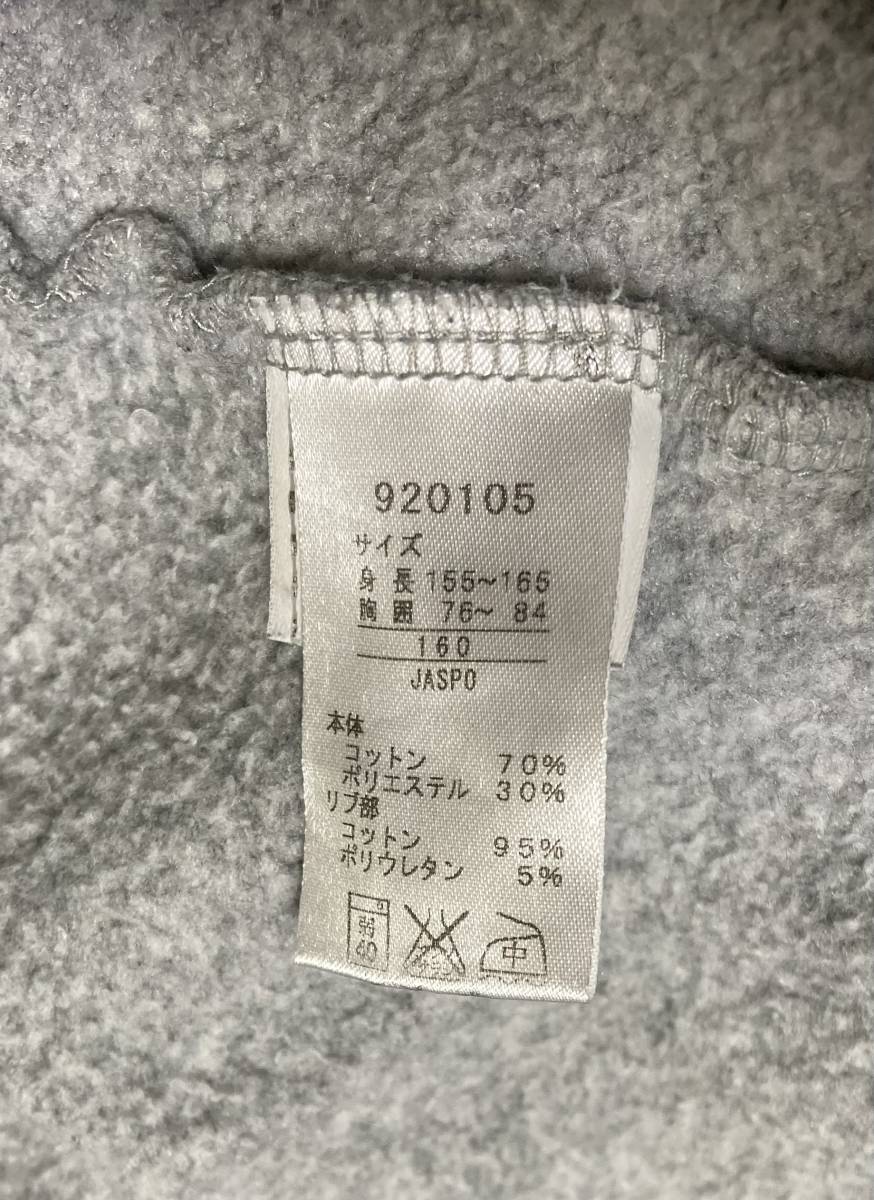 920105
サイズ
身長 155～165
胸囲 76～ 84
160
JASPO
本体
コットン 70%
ポリエステル 30%
リブ部
コットン 95%
ポリウレタン 5%
弱
40
中